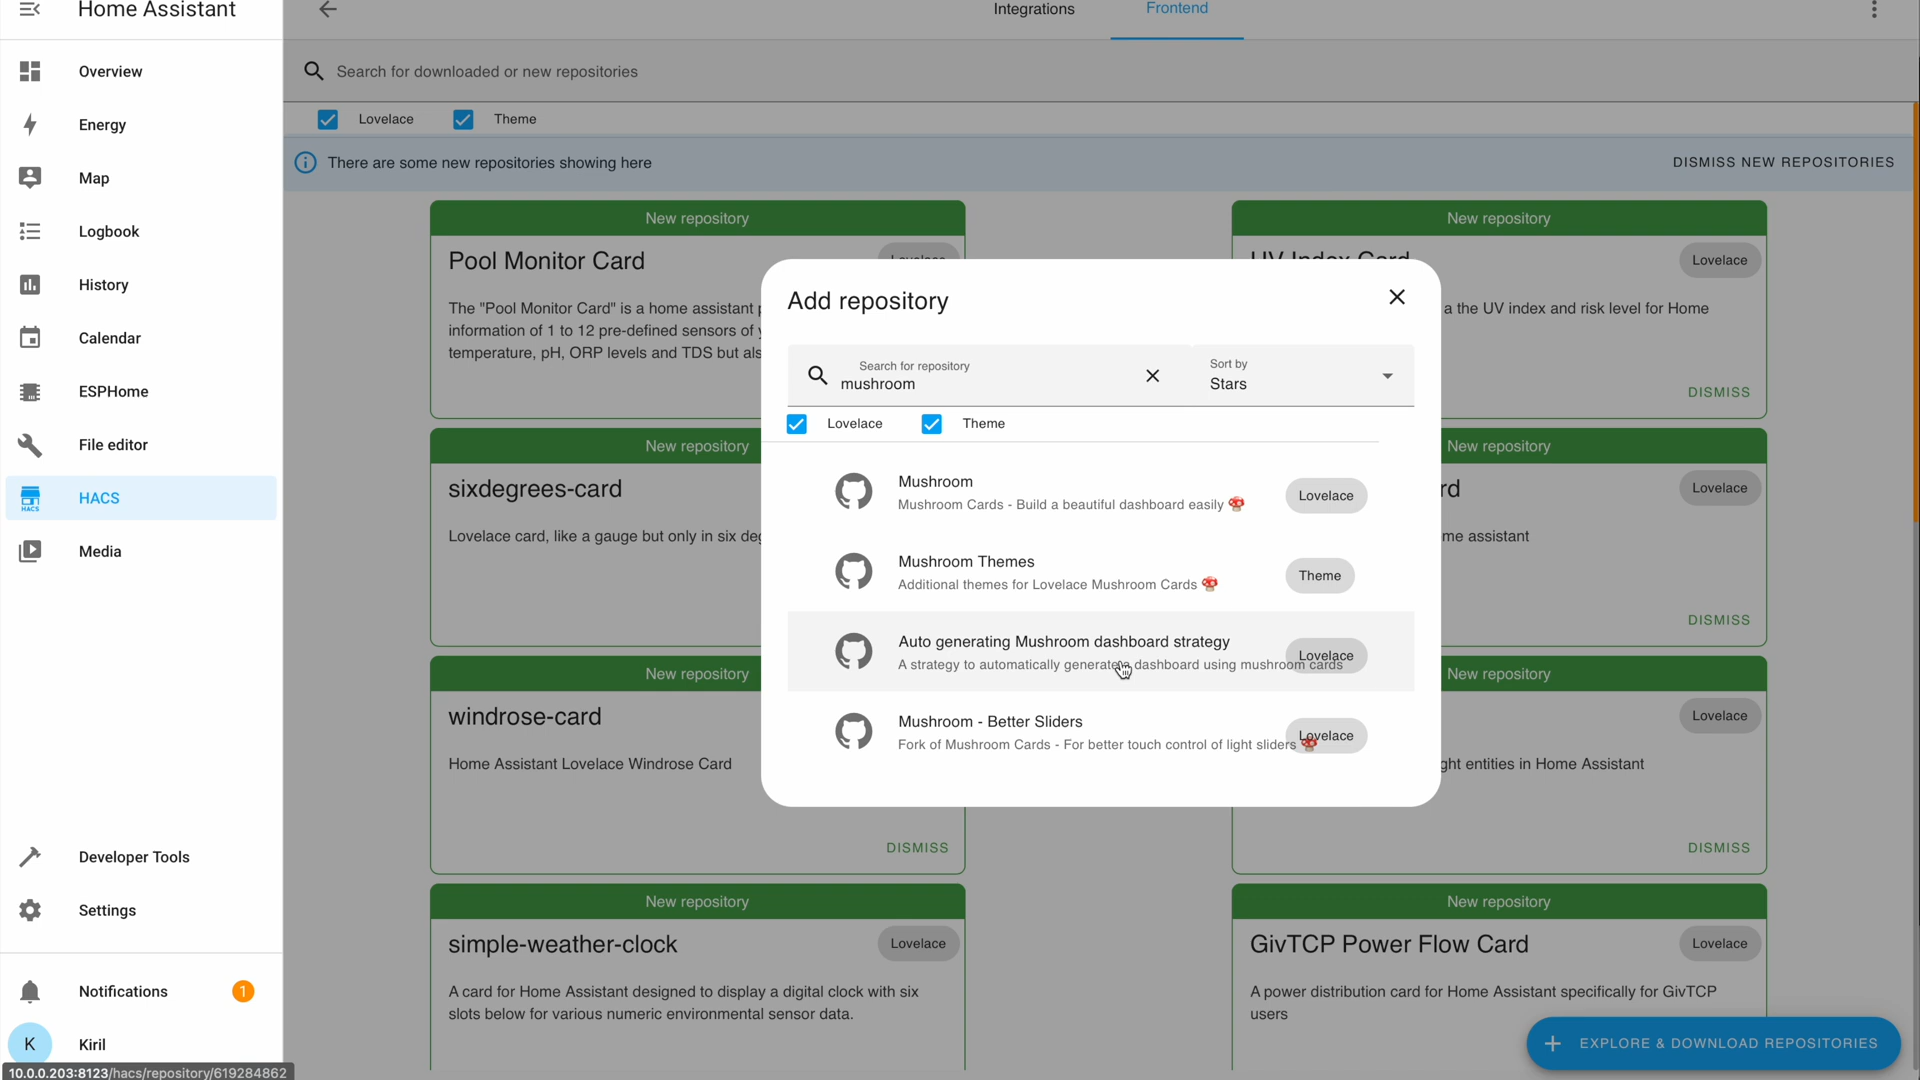 Home Assistant
Overview
Energy
Map
Logbook
History
Calendar
ESPHome
File editor
HACS
HACS
Media
Developer Tools
Settings
Notifications
1
K
Kiril
10.0.0.203:8123/hacs/repository/619284862
Integrations
Frontend
Search for downloaded or new repositories
Lovelace
Theme
There are some new repositories showing here
DISMISS NEW REPOSITORIES
New repository
Pool Monitor Card
Lovelace
The "Pool Monitor Card" is a home assistant
information of 1 to 12 pre-defined sensors of
temperature, pH, ORP levels and TDS but als
New repository
UV Index Card
Lovelace
a the UV index and risk level for Home
DISMISS
New repository
sixdegrees-card
Lovelace card, like a gauge but only in six de
New repository
rd
Lovelace
me assistant
DISMISS
New repository
windrose-card
Home Assistant Lovelace Windrose Card
DISMISS
New repository
Lovelace
ght entities in Home Assistant
DISMISS
New repository
simple-weather-clock
Lovelace
A card for Home Assistant designed to display a digital clock with six
slots below for various numeric environmental sensor data.
New repository
GivTCP Power Flow Card
Lovelace
A power distribution card for Home Assistant specifically for GivTCP
users
EXPLORE & DOWNLOAD REPOSITORIES
Add repository
Search for repository
mushroom
Sort by
Stars
Lovelace
Theme
Mushroom
Mushroom Cards - Build a beautiful dashboard easily 🍄
Lovelace
Mushroom Themes
Additional themes for Lovelace Mushroom Cards 🍄
Theme
Auto generating Mushroom dashboard strategy
A strategy to automatically generate dashboard using mushroom cards
Lovelace
Mushroom - Better Sliders
Fork of Mushroom Cards - For better touch control of light sliders 🍄
Lovelace